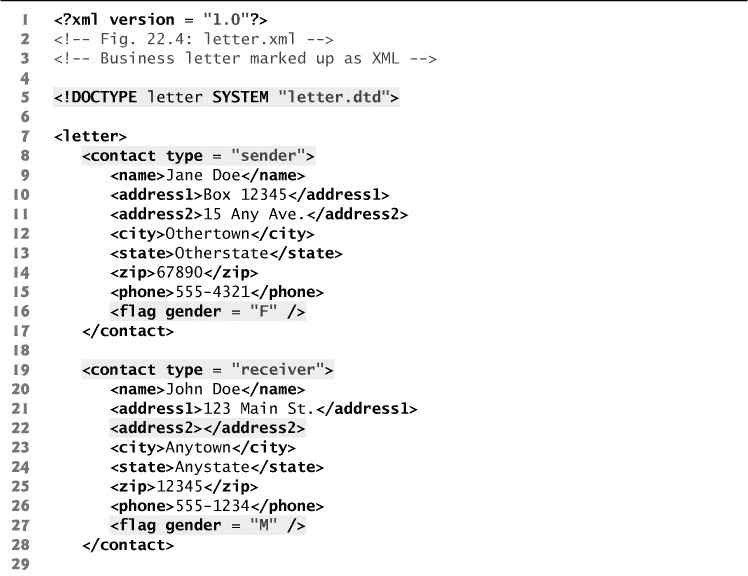 1 <?xml version = "1.0"?>
2 <!-- Fig. 22.4: letter.xml -->
3 <!-- Business letter marked up as XML -->
4
5 <!DOCTYPE letter SYSTEM "letter.dtd">
6
7 <letter>
8 <contact type = "sender">
9 <name>Jane Doe</name>
10 <address1>Box 12345</address1>
11 <address2>15 Any Ave.</address2>
12 <city>Othertown</city>
13 <state>Otherstate</state>
14 <zip>67890</zip>
15 <phone>555-4321</phone>
16 <flag gender = "F" />
17 </contact>
18
19 <contact type = "receiver">
20 <name>John Doe</name>
21 <address1>123 Main St.</address1>
22 <address2></address2>
23 <city>Anytown</city>
24 <state>Anystate</state>
25 <zip>12345</zip>
26 <phone>555-1234</phone>
27 <flag gender = "M" />
28 </contact>
29